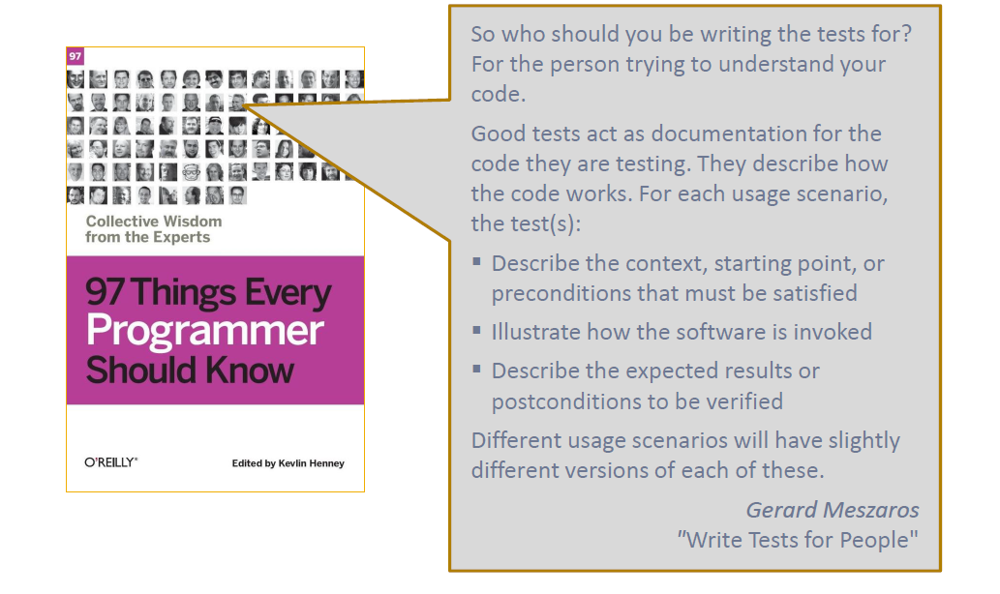 97
Collective Wisdom
from the Experts
97 Things Every
Programmer
Should Know
O'REILLY®
Edited by Kevlin Henney
So who should you be writing the tests for?
For the person trying to understand your
code.
Good tests act as documentation for the
code they are testing. They describe how
the code works. For each usage scenario,
the test(s):
▪ Describe the context, starting point, or
preconditions that must be satisfied
▪ Illustrate how the software is invoked
▪ Describe the expected results or
postconditions to be verified
Different usage scenarios will have slightly
different versions of each of these.
Gerard Meszaros
"Write Tests for People"